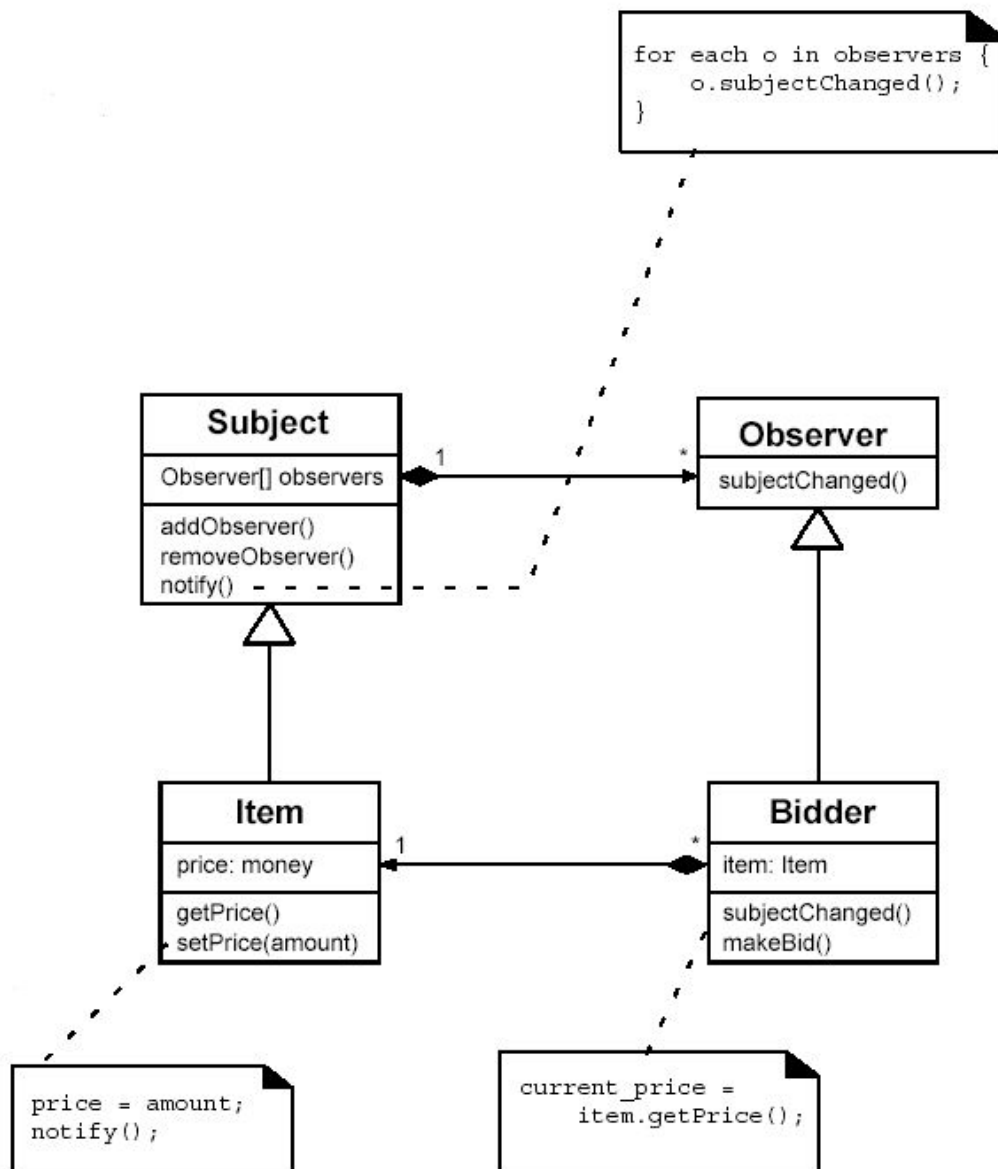 for each o in observers {
    o.subjectChanged();
}
Subject
Observer[] observers
addObserver()
removeObserver()
notify()
1
*
Observer
subjectChanged()
Item
price: money
getPrice()
setPrice(amount)
1
*
Bidder
item: Item
subjectChanged()
makeBid()
price = amount;
notify();
current_price =
    item.getPrice();